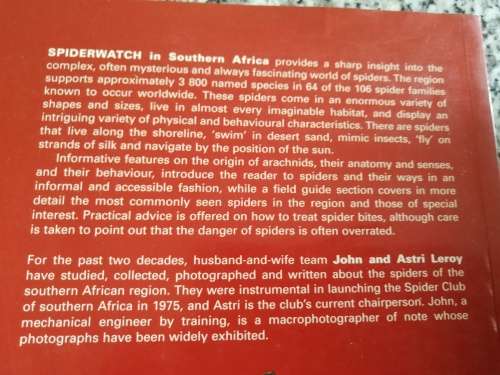 SPIDERWATCH in Southern Africa provides a sharp insight into the
complex, often mysterious and always fascinating world of spiders. The region
supports approximately 3 800 named species in 64 of the 106 spider families
known to occur worldwide. These spiders come in an enormous variety of
shapes and sizes, live in almost every imaginable habitat, and display an
intriguing variety of physical and behavioural characteristics. There are spiders
that live along the shoreline, 'swim' in desert sand, mimic insects, 'fly' on
strands of silk and navigate by the position of the sun.
Informative features on the origin of arachnids, their anatomy and senses,
and their behaviour, introduce the reader to spiders and their ways in an
informal and accessible fashion, while a field guide section covers in more
detail the most commonly seen spiders in the region and those of special
interest. Practical advice is offered on how to treat spider bites, although care
is taken to point out that the danger of spiders is often overrated.
For the past two decades, husband-and-wife team John and Astri Leroy
have studied, collected, photographed and written about the spiders of the
southern African region. They were instrumental in launching the Spider Club
of southern Africa in 1975, and Astri is the club's current chairperson. John, a
mechanical engineer by training, is a macrophotographer of note whose
photographs have been widely exhibited.